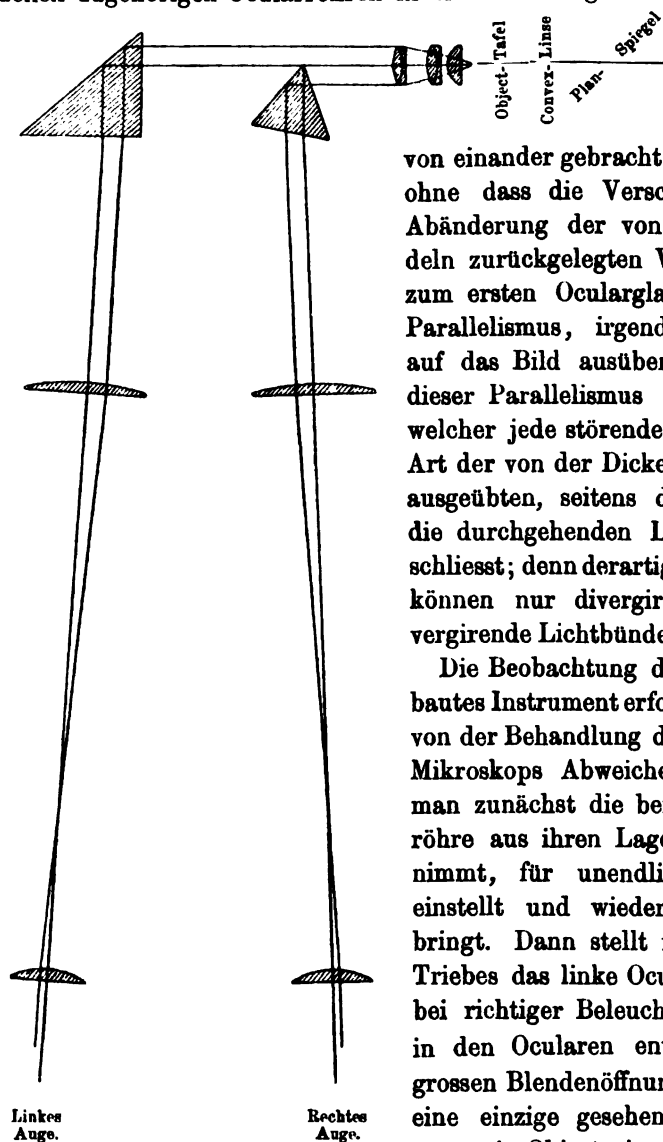 Object-Tafel
Convex-Linse
Plan-Spiegel
von einander gebracht
ohne dass die Versc
Abänderung der von
deln zurückgelegten
zum ersten Oculargla
Parallelismus, irgend
auf das Bild ausüben
dieser Parallelismus
welcher jede störende
Art der von der Dicke
ausgeübten, seitens d
die durchgehenden L
schliesst; denn derartig
können nur divergir
vergirende Lichtbünde
Die Beobachtung d
bautes Instrument erfo
von der Behandlung d
Mikroskops Abweiche
man zunächst die be
röhre aus ihren Lage
nimmt, für unendli
einstellt und wieder
bringt. Dann stellt
Triebes das linke Ocu
bei richtiger Beleuch
in den Ocularen en
grossen Blendenöffnun
eine einzige gesehen
Linkes
Auge.
Rechtes
Auge.